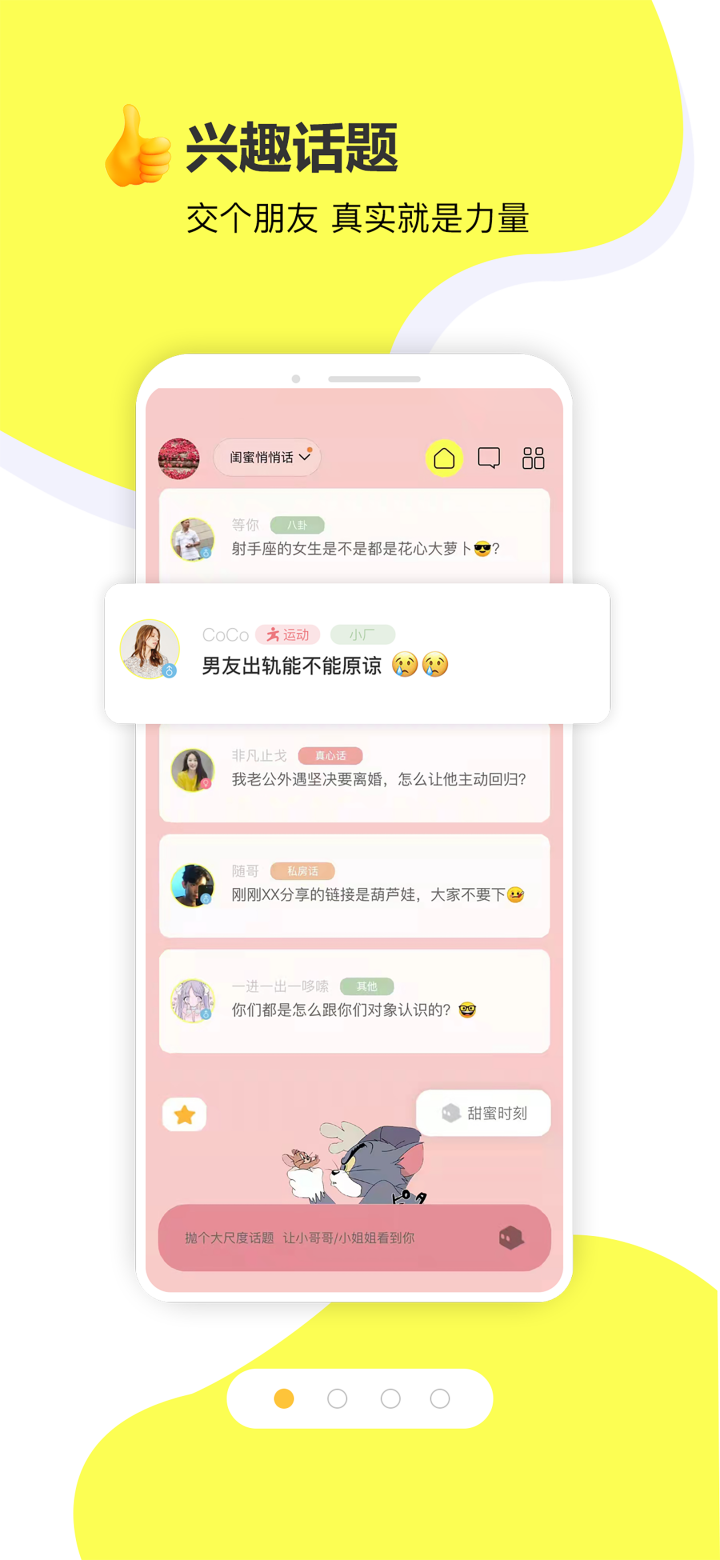 兴趣话题
交个朋友 真实就是力量
闺蜜悄悄话
等你 八卦
射手座的女生是不是都是花心大萝卜😎?
CoCo 运动 小厂
男友出轨能不能原谅 😢😢
非凡止戈 真心话
我老公外遇坚决要离婚，怎么让他主动回归?
随哥 私房话
刚刚XX分享的链接是葫芦娃，大家不要下🤒
一进一出一哆嗦 其他
你们都是怎么跟你们对象认识的? 🤓
甜蜜时刻
ピタ
抛个大尺度话题 让小哥哥/小姐姐看到你